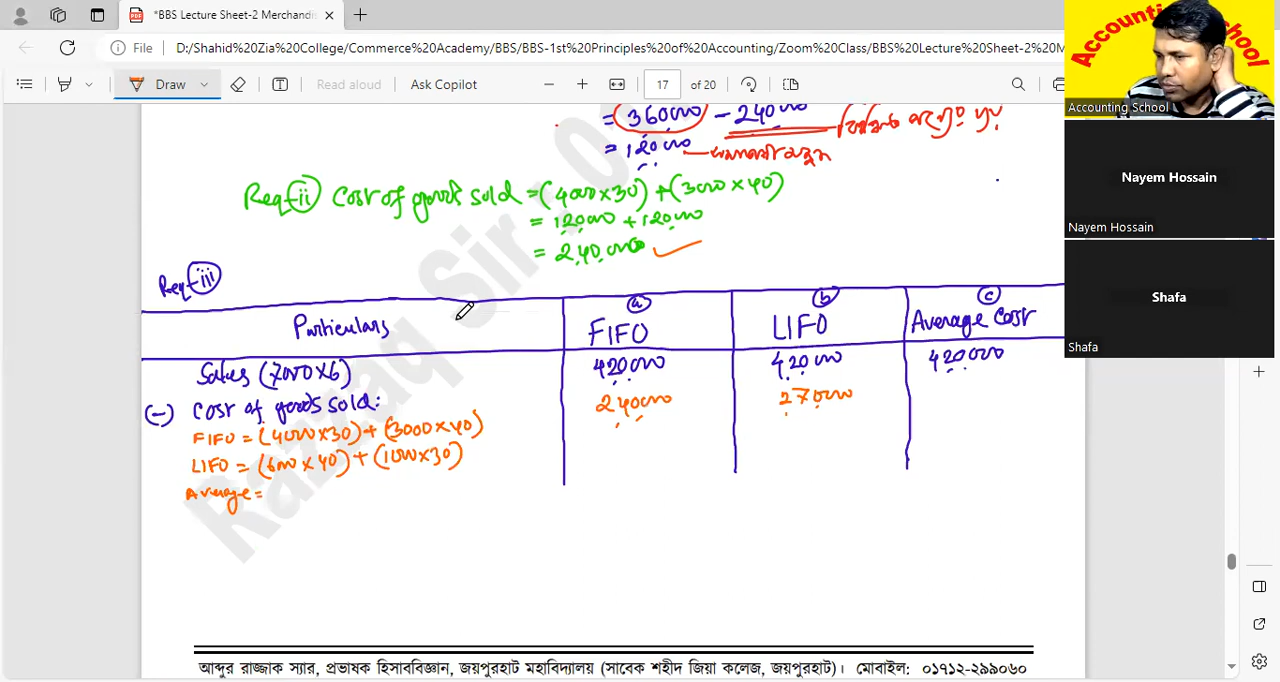 *BBS Lecture Sheet-2 Merchandi
File
D:/Shahid%20Zia%20College/Commerce%20Academy/BBS/BBS-1st%20Principles%20of%20Accounting/Zoom%20Class/BBS%20Lecture%20Sheet-2%20M
Draw
Read aloud
Ask Copilot
17 of 20
Accounting School
Accounting School
Nayem Hossain
Nayem Hossain
Shafa
Shafa
= 360000 - 240000
= 120000
Req-ii Cost of goods sold = (4000×30) + (3000×40)
= 120000 + 120000
= 240000
Req-iii
Particulars
a FIFO
b LIFO
c Average Cost
Sales (7000×6)
420000
420000
420000
(-) Cost of goods sold:
240000
270000
FIFO = (4000×30) + (3000×40)
LIFO = (6000×40) + (1000×30)
Average =
Razzaq Sir - 0
আব্দুর রাজ্জাক স্যার, প্রভাষক হিসাববিজ্ঞান, জয়পুরহাট মহাবিদ্যালয় (সাবেক শহীদ জিয়া কলেজ, জয়পুরহাট)। মোবাইল: ০১৭১২-২৯৯০৬০